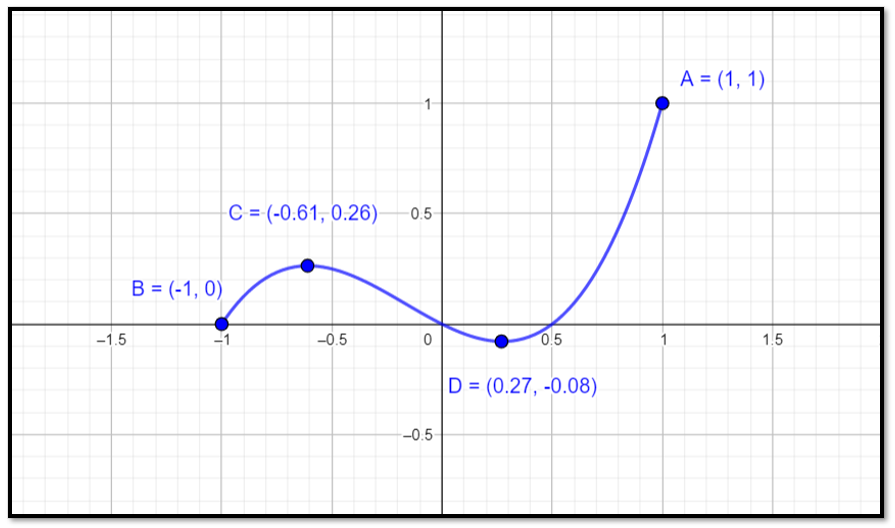 A = (1, 1)
1
C = (-0.61, 0.26)
0.5
B = (-1, 0)
–1.5
–1
–0.5
0
0.5
1
1.5
D = (0.27, -0.08)
–0.5